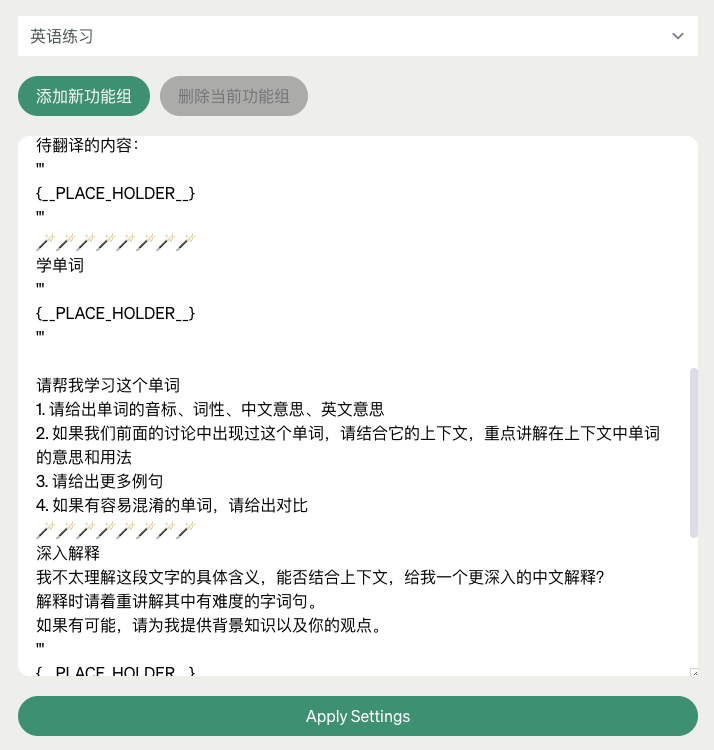 英语练习
添加新功能组
删除当前功能组
待翻译的内容：
'''
{__PLACE_HOLDER__}
'''
🪄🪄🪄🪄🪄🪄🪄🪄
学单词
'''
{__PLACE_HOLDER__}
'''
请帮我学习这个单词
1. 请给出单词的音标、词性、中文意思、英文意思
2. 如果我们前面的讨论中出现过这个单词，请结合它的上下文，重点讲解在上下文中单词
的意思和用法
3. 请给出更多例句
4. 如果有容易混淆的单词，请给出对比
🪄🪄🪄🪄🪄🪄🪄🪄
深入解释
我不太理解这段文字的具体含义，能否结合上下文，给我一个更深入的中文解释？
解释时请着重讲解其中有难度的字词句。
如果有可能，请为我提供背景知识以及你的观点。
'''
{__PLACE_HOLDER__}
Apply Settings